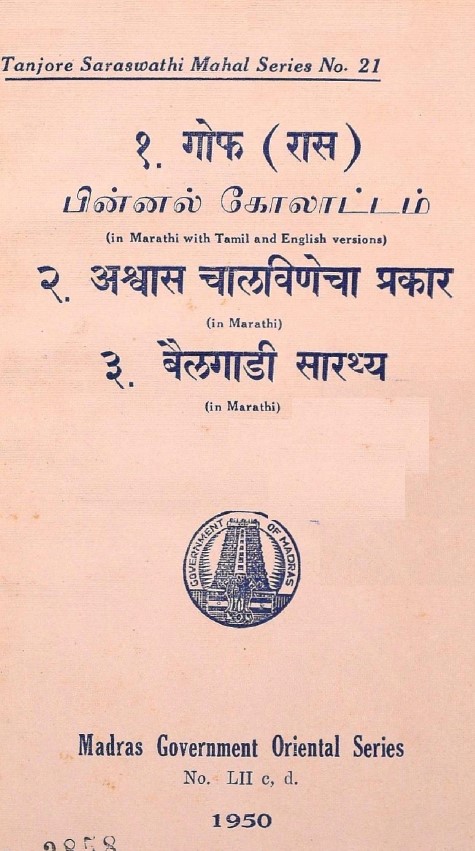 Tanjore Saraswathi Mahal Series No. 21
१. गोफ (रास)
பின்னல் கோலாட்டம்
(in Marathi with Tamil and English versions)
२. अश्वास चालविणेचा प्रकार
(in Marathi)
३. बैलगाडी सारथ्य
(in Marathi)
GOVERNMENT OF MADRAS
Madras Government Oriental Series
No. LII c, d.
1950
2858